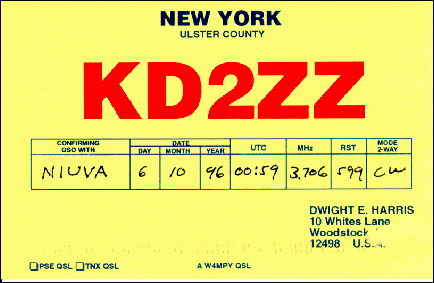 NEW YORK
ULSTER COUNTY
KD2ZZ
CONFIRMING QSO WITH DATE DAY MONTH YEAR UTC MHz RST MODE 2-WAY
N1UVA 6 10 96 00:59 3.706 599 CW
DWIGHT E. HARRIS
10 Whites Lane
Woodstock
12498 U.S.A.
PSE QSL TNX QSL A W4MPY QSL